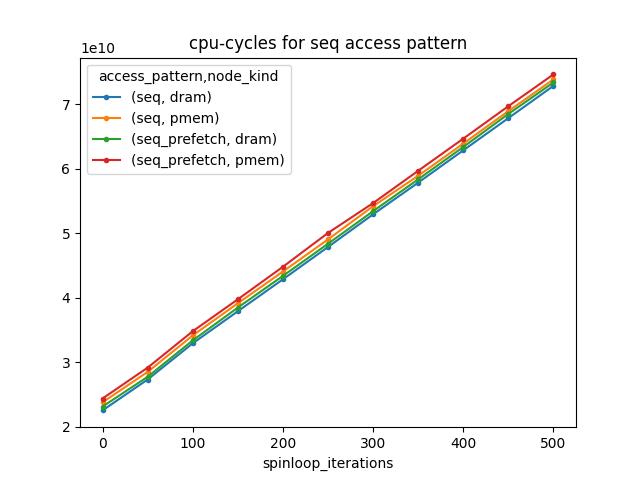 cpu-cycles for seq access pattern
1e10
access_pattern,node_kind
(seq, dram)
(seq, pmem)
(seq_prefetch, dram)
(seq_prefetch, pmem)
7
6
5
4
3
2
0 100 200 300 400 500
spinloop_iterations